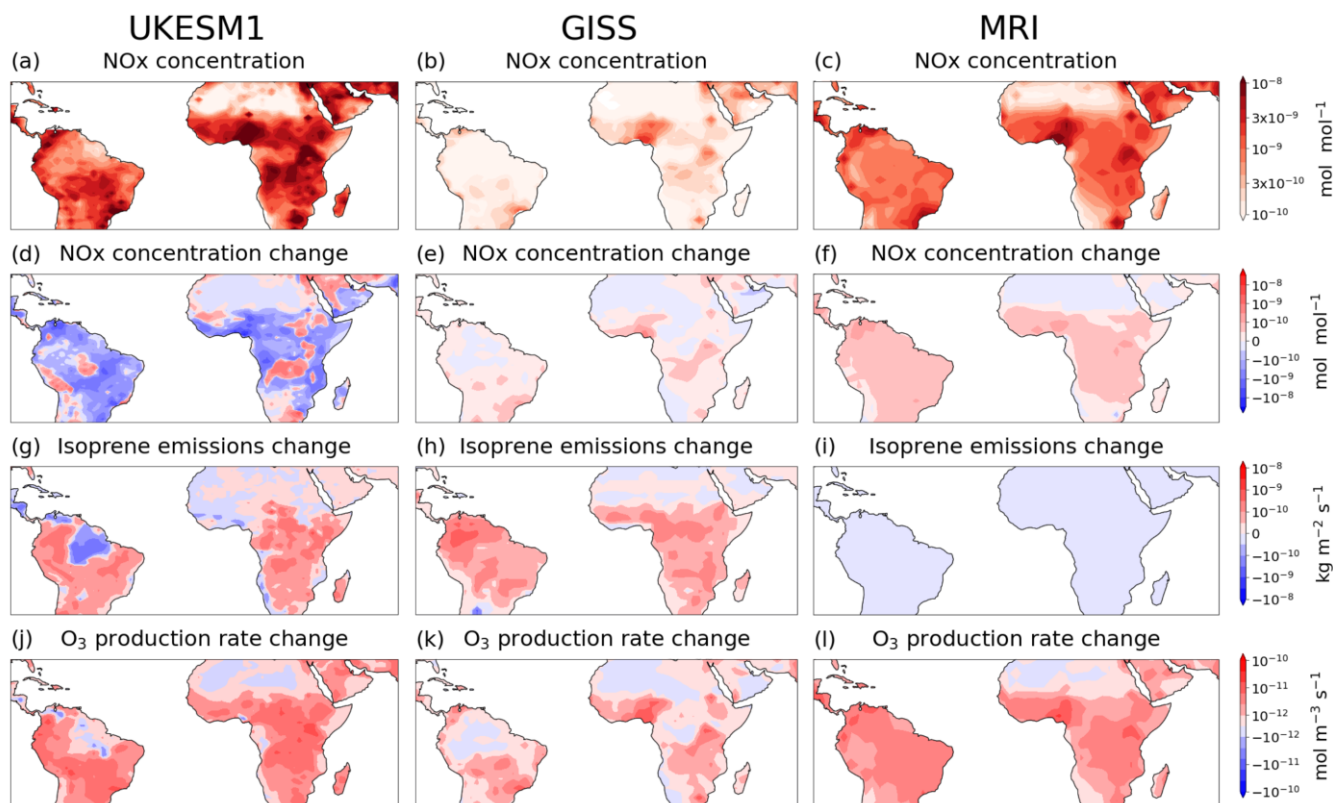 UKESM1 GISS MRI
(a) NOx concentration (b) NOx concentration (c) NOx concentration
10⁻⁸
3x10⁻⁹
10⁻⁹
3x10⁻¹⁰
10⁻¹⁰
mol mol⁻¹
(d) NOx concentration change (e) NOx concentration change (f) NOx concentration change
10⁻⁸
10⁻⁹
10⁻¹⁰
0
−10⁻¹⁰
−10⁻⁹
−10⁻⁸
mol mol⁻¹
(g) Isoprene emissions change (h) Isoprene emissions change (i) Isoprene emissions change
10⁻⁸
10⁻⁹
10⁻¹⁰
0
−10⁻¹⁰
−10⁻⁹
−10⁻⁸
kg m⁻² s⁻¹
(j) O₃ production rate change (k) O₃ production rate change (l) O₃ production rate change
10⁻¹⁰
10⁻¹¹
10⁻¹²
−10⁻¹²
−10⁻¹¹
−10⁻¹⁰
mol m⁻³ s⁻¹